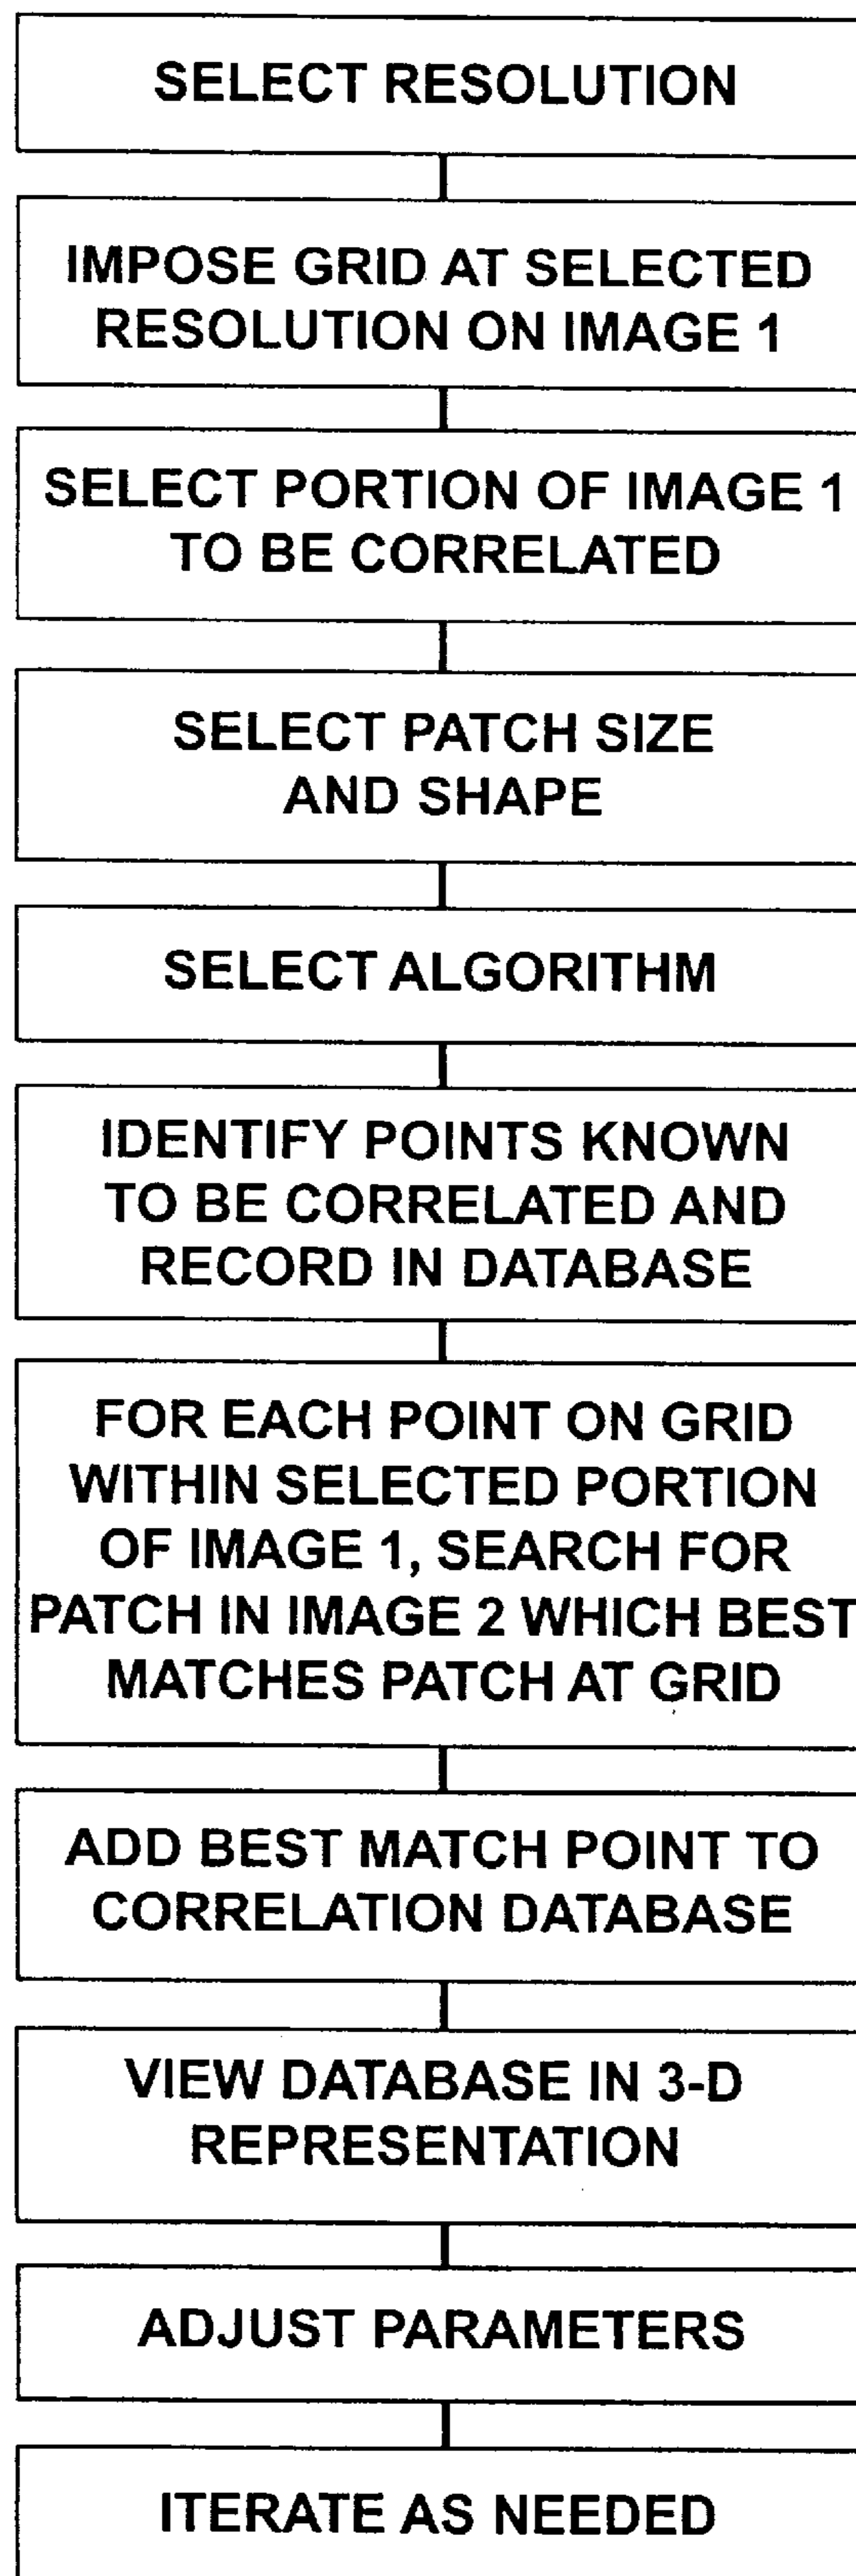 SELECT RESOLUTION
IMPOSE GRID AT SELECTED
RESOLUTION ON IMAGE 1
SELECT PORTION OF IMAGE 1
TO BE CORRELATED
SELECT PATCH SIZE
AND SHAPE
SELECT ALGORITHM
IDENTIFY POINTS KNOWN
TO BE CORRELATED AND
RECORD IN DATABASE
FOR EACH POINT ON GRID
WITHIN SELECTED PORTION
OF IMAGE 1, SEARCH FOR
PATCH IN IMAGE 2 WHICH BEST
MATCHES PATCH AT GRID
ADD BEST MATCH POINT TO
CORRELATION DATABASE
VIEW DATABASE IN 3-D
REPRESENTATION
ADJUST PARAMETERS
ITERATE AS NEEDED